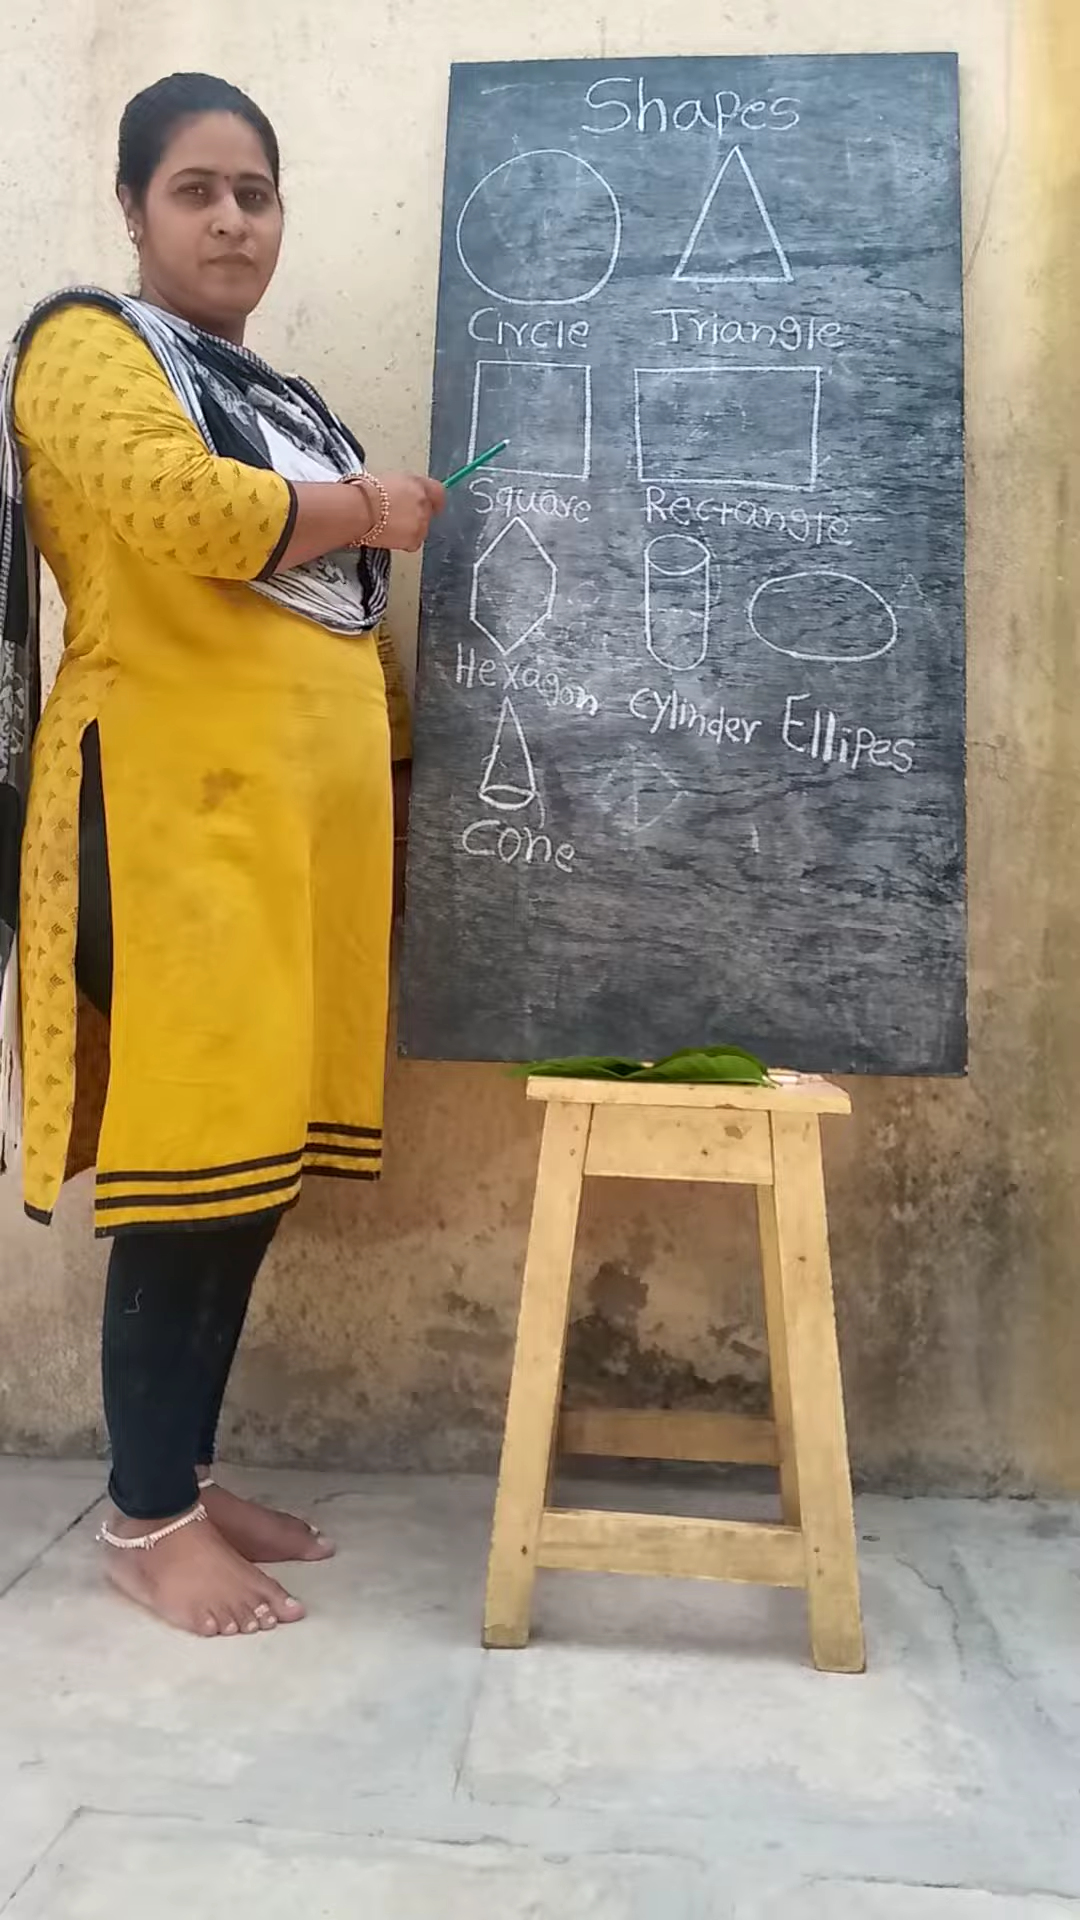 Shapes
Circle Triangle
Square Rectangle
Hexagon cylinder Ellipes
Cone